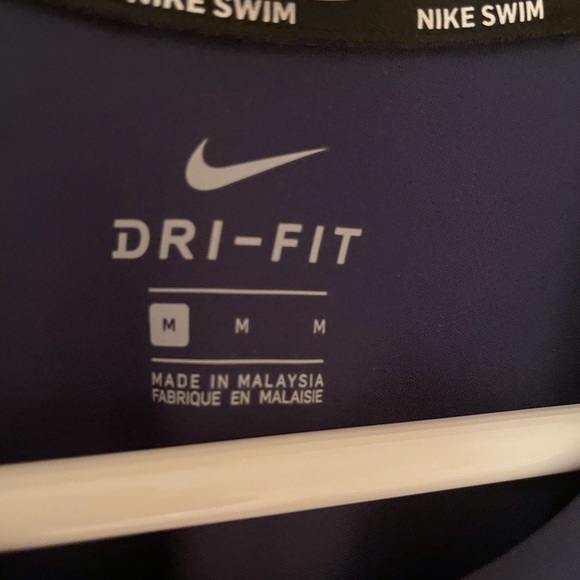 NIKE SWIM NIKE SWIM
DRI-FIT
M M M
MADE IN MALAYSIA
FABRIQUE EN MALAISIE